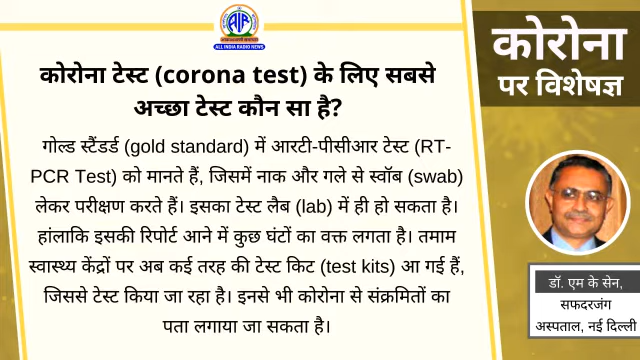 ALL INDIA RADIO NEWS
कोरोना टेस्ट (corona test) के लिए सबसे
अच्छा टेस्ट कौन सा है?
गोल्ड स्टैंडर्ड (gold standard) में आरटी-पीसीआर टेस्ट (RT-
PCR Test) को मानते हैं, जिसमें नाक और गले से स्वॉब (swab)
लेकर परीक्षण करते हैं। इसका टेस्ट लैब (lab) में ही हो सकता है।
हांलाकि इसकी रिपोर्ट आने में कुछ घंटों का वक्त लगता है। तमाम
स्वास्थ्य केंद्रों पर अब कई तरह की टेस्ट किट (test kits) आ गई हैं,
जिससे टेस्ट किया जा रहा है। इनसे भी कोरोना से संक्रमितों का
पता लगाया जा सकता है।
कोरोना
पर विशेषज्ञ
डॉ. एम के सेन,
सफदरजंग
अस्पताल, नई दिल्ली